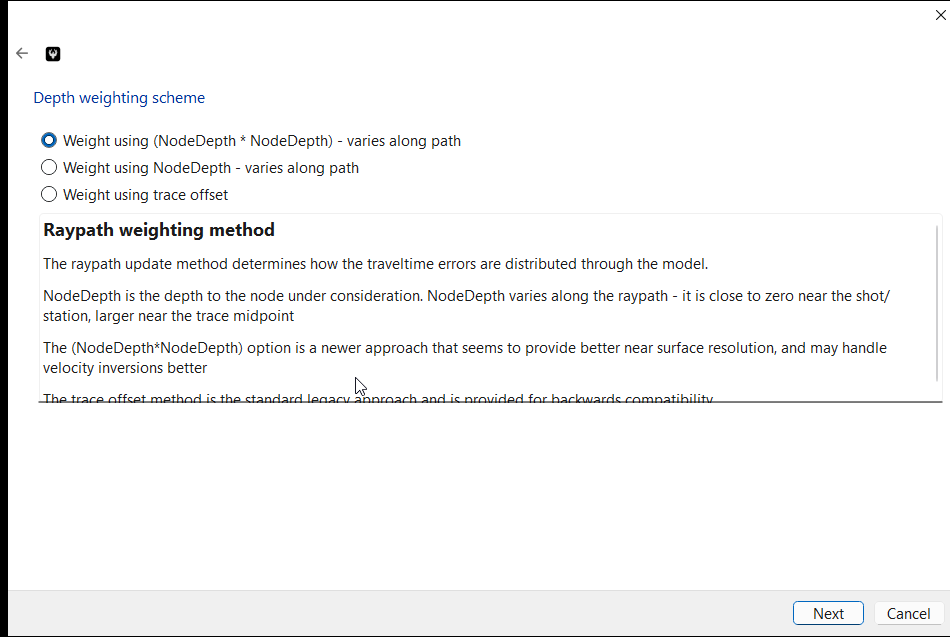 Depth weighting scheme
Weight using (NodeDepth * NodeDepth) - varies along path
Weight using NodeDepth - varies along path
Weight using trace offset
Raypath weighting method
The raypath update method determines how the traveltime errors are distributed through the model.
NodeDepth is the depth to the node under consideration. NodeDepth varies along the raypath - it is close to zero near the shot/
station, larger near the trace midpoint
The (NodeDepth*NodeDepth) option is a newer approach that seems to provide better near surface resolution, and may handle
velocity inversions better
The trace offset method is the standard legacy approach and is provided for backwards compatibility
Next
Cancel